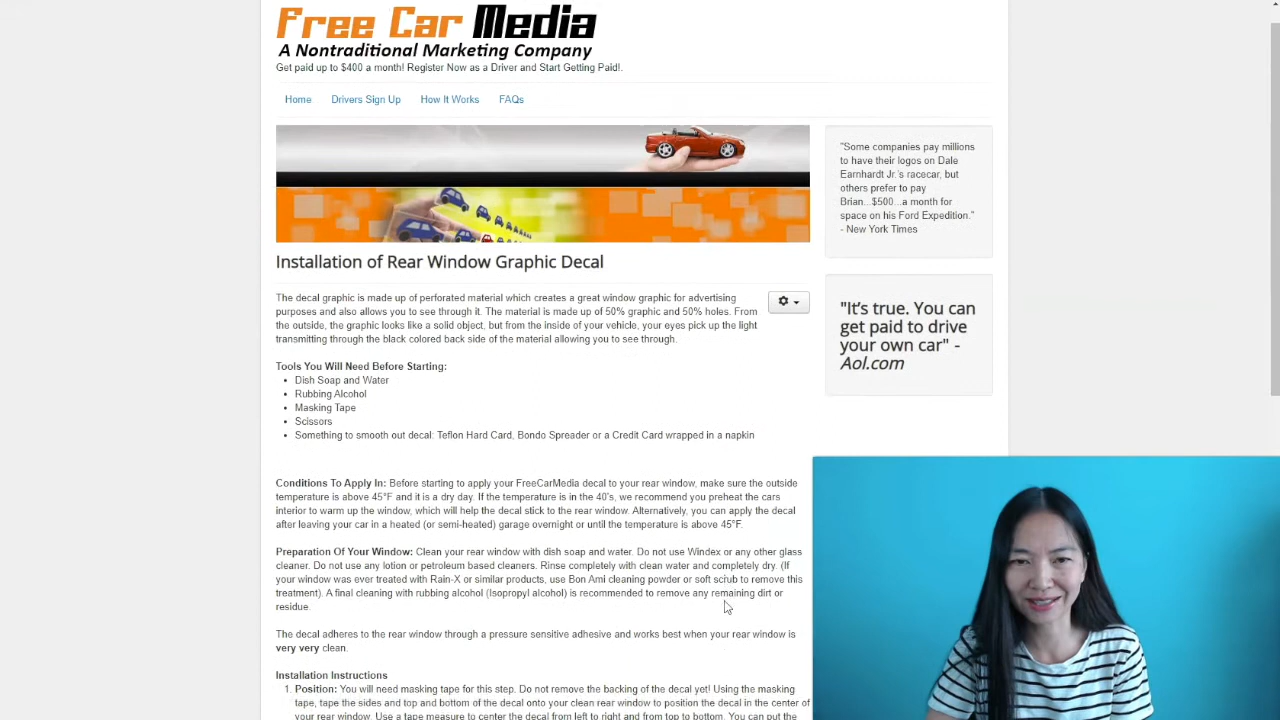 Free Car Media
A Nontraditional Marketing Company
Get paid up to $400 a month! Register Now as a Driver and Start Getting Paid!.
Home Drivers Sign Up How It Works FAQs
"Some companies pay millions
to have their logos on Dale
Earnhardt Jr.'s racecar, but
others prefer to pay
Brian...$500...a month for
space on his Ford Expedition."
- New York Times
Installation of Rear Window Graphic Decal
The decal graphic is made up of perforated material which creates a great window graphic for advertising
purposes and also allows you to see through it. The material is made up of 50% graphic and 50% holes. From
the outside, the graphic looks like a solid object, but from the inside of your vehicle, your eyes pick up the light
transmitting through the black colored back side of the material allowing you to see through.
"It's true. You can
get paid to drive
your own car" -
Aol.com
Tools You Will Need Before Starting:
Dish Soap and Water
Rubbing Alcohol
Masking Tape
Scissors
Something to smooth out decal: Teflon Hard Card, Bondo Spreader or a Credit Card wrapped in a napkin
Conditions To Apply In: Before starting to apply your FreeCarMedia decal to your rear window, make sure the outside
temperature is above 45°F and it is a dry day. If the temperature is in the 40's, we recommend you preheat the cars
interior to warm up the window, which will help the decal stick to the rear window. Alternatively, you can apply the decal
after leaving your car in a heated (or semi-heated) garage overnight or until the temperature is above 45°F.
Preparation Of Your Window: Clean your rear window with dish soap and water. Do not use Windex or any other glass
cleaner. Do not use any lotion or petroleum based cleaners. Rinse completely with clean water and completely dry. (If
your window was ever treated with Rain-X or similar products, use Bon Ami cleaning powder or soft scrub to remove this
treatment). A final cleaning with rubbing alcohol (Isopropyl alcohol) is recommended to remove any remaining dirt or
residue.
The decal adheres to the rear window through a pressure sensitive adhesive and works best when your rear window is
very very clean.
Installation Instructions
1. Position: You will need masking tape for this step. Do not remove the backing of the decal yet! Using the masking
tape, tape the sides and top and bottom of the decal onto your clean rear window to position the decal in the center of
your rear window. Use a tape measure to center the decal from left to right and from top to bottom. You can put the